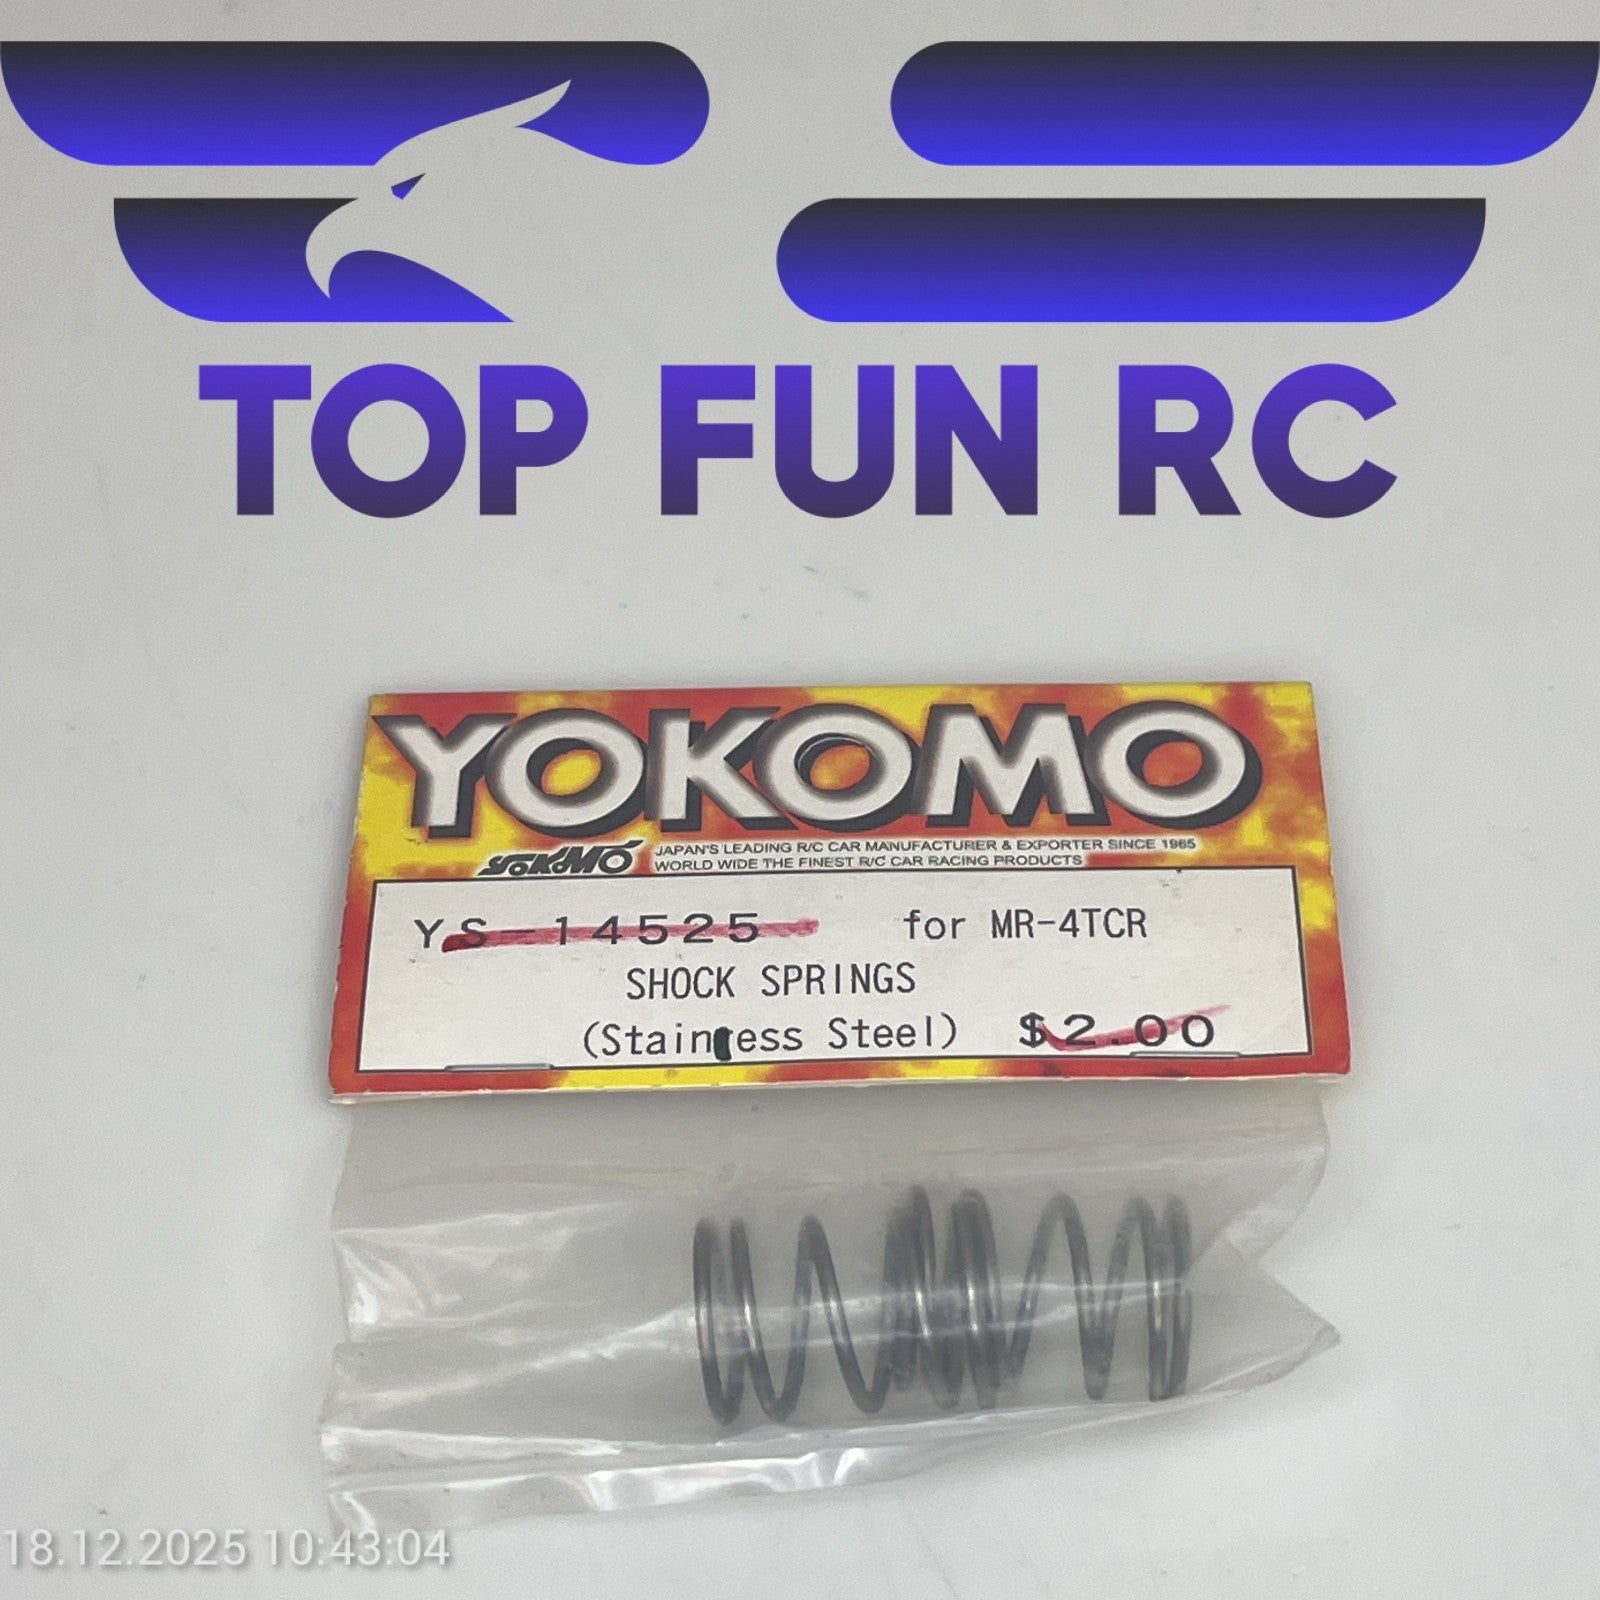 TOP FUN RC
YOKOMO
YOKOMO JAPAN'S LEADING R/C CAR MANUFACTURER & EXPORTER SINCE 1965
WORLD WIDE THE FINEST R/C CAR RACING PRODUCTS
YS-14525 for MR-4TCR
SHOCK SPRINGS
(Stainless Steel) $2.00
18.12.2025 10:43:04